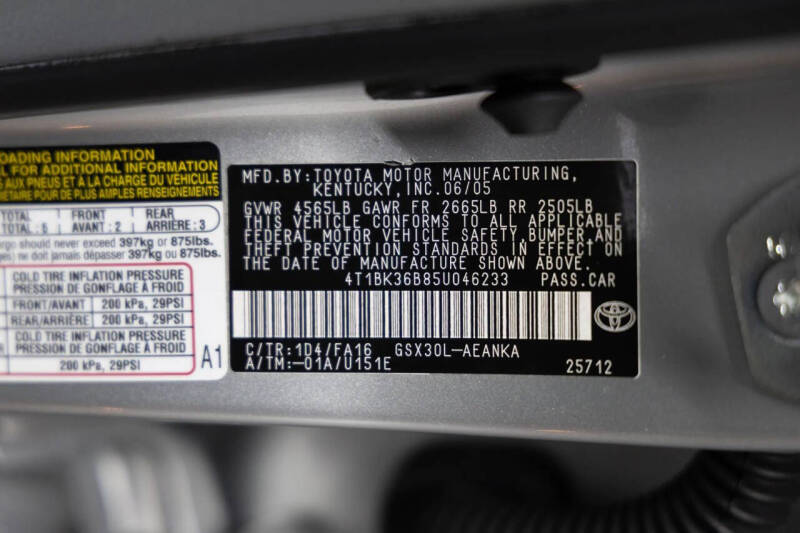 OADING INFORMATION
L FOR ADDITIONAL INFORMATION
S AUX PNEUS ET À LA CHARGE DU VÉHICULE
IÉTAIRE POUR DE PLUS AMPLES RENSEIGNEMENTS
TOTAL FRONT REAR
TOTAL: 5 AVANT: 2 ARRIÈRE: 3
rgo should never exceed 397kg or 875lbs.
ges ne doit jamais dépasser 397kg ou 875lbs.
COLD TIRE INFLATION PRESSURE
PRESSION DE GONFLAGE À FROID
FRONT/AVANT 200 kPa, 29PSI
REAR/ARRIÈRE 200 kPa, 29PSI
COLD TIRE INFLATION PRESSURE
PRESSION DE GONFLAGE À FROID
200 kPa, 29PSI
A1
MFD.BY: TOYOTA MOTOR MANUFACTURING,
KENTUCKY, INC. 06/05
GVWR 4565LB GAWR FR 2665LB RR 2505LB
THIS VEHICLE CONFORMS TO ALL APPLICABLE
FEDERAL MOTOR VEHICLE SAFETY, BUMPER AND
THEFT PREVENTION STANDARDS IN EFFECT ON
THE DATE OF MANUFACTURE SHOWN ABOVE.
4T1BK36B85U046233 PASS.CAR
C/TR: 1D4/FA16 GSX30L-AEANKA
A/TM:-01A/U151E 25712